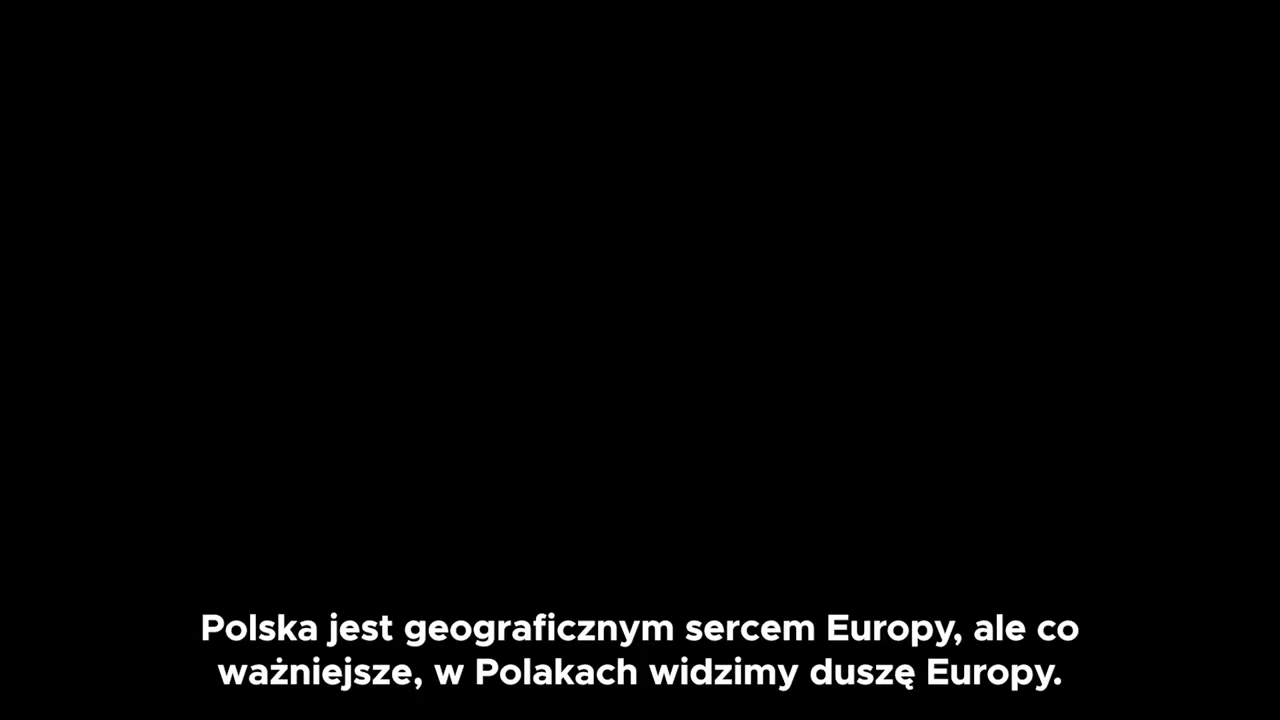 Polska jest geograficznym sercem Europy, ale co
ważniejsze, w Polakach widzimy duszę Europy.